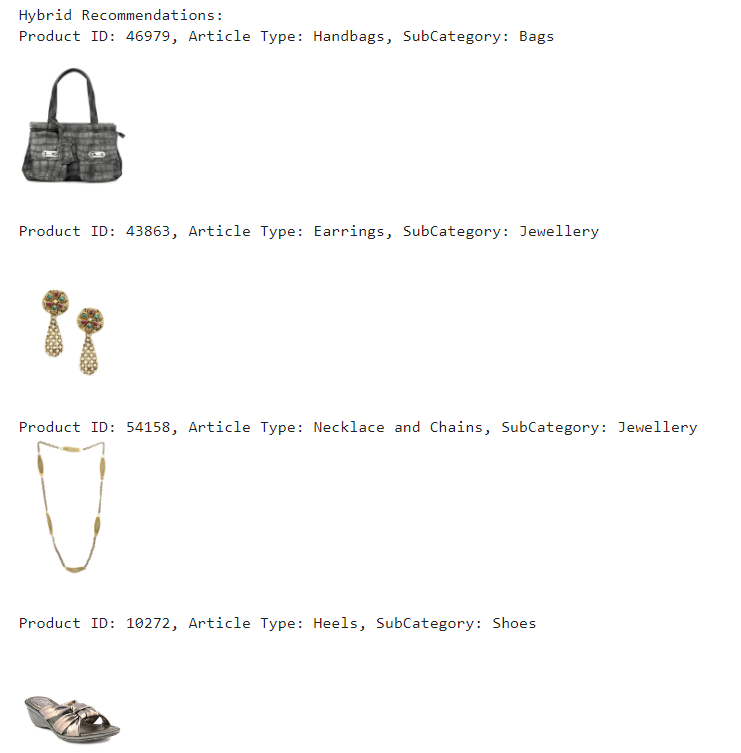 Hybrid Recommendations:
Product ID: 46979, Article Type: Handbags, SubCategory: Bags
Product ID: 43863, Article Type: Earrings, SubCategory: Jewellery
Product ID: 54158, Article Type: Necklace and Chains, SubCategory: Jewellery
Product ID: 10272, Article Type: Heels, SubCategory: Shoes